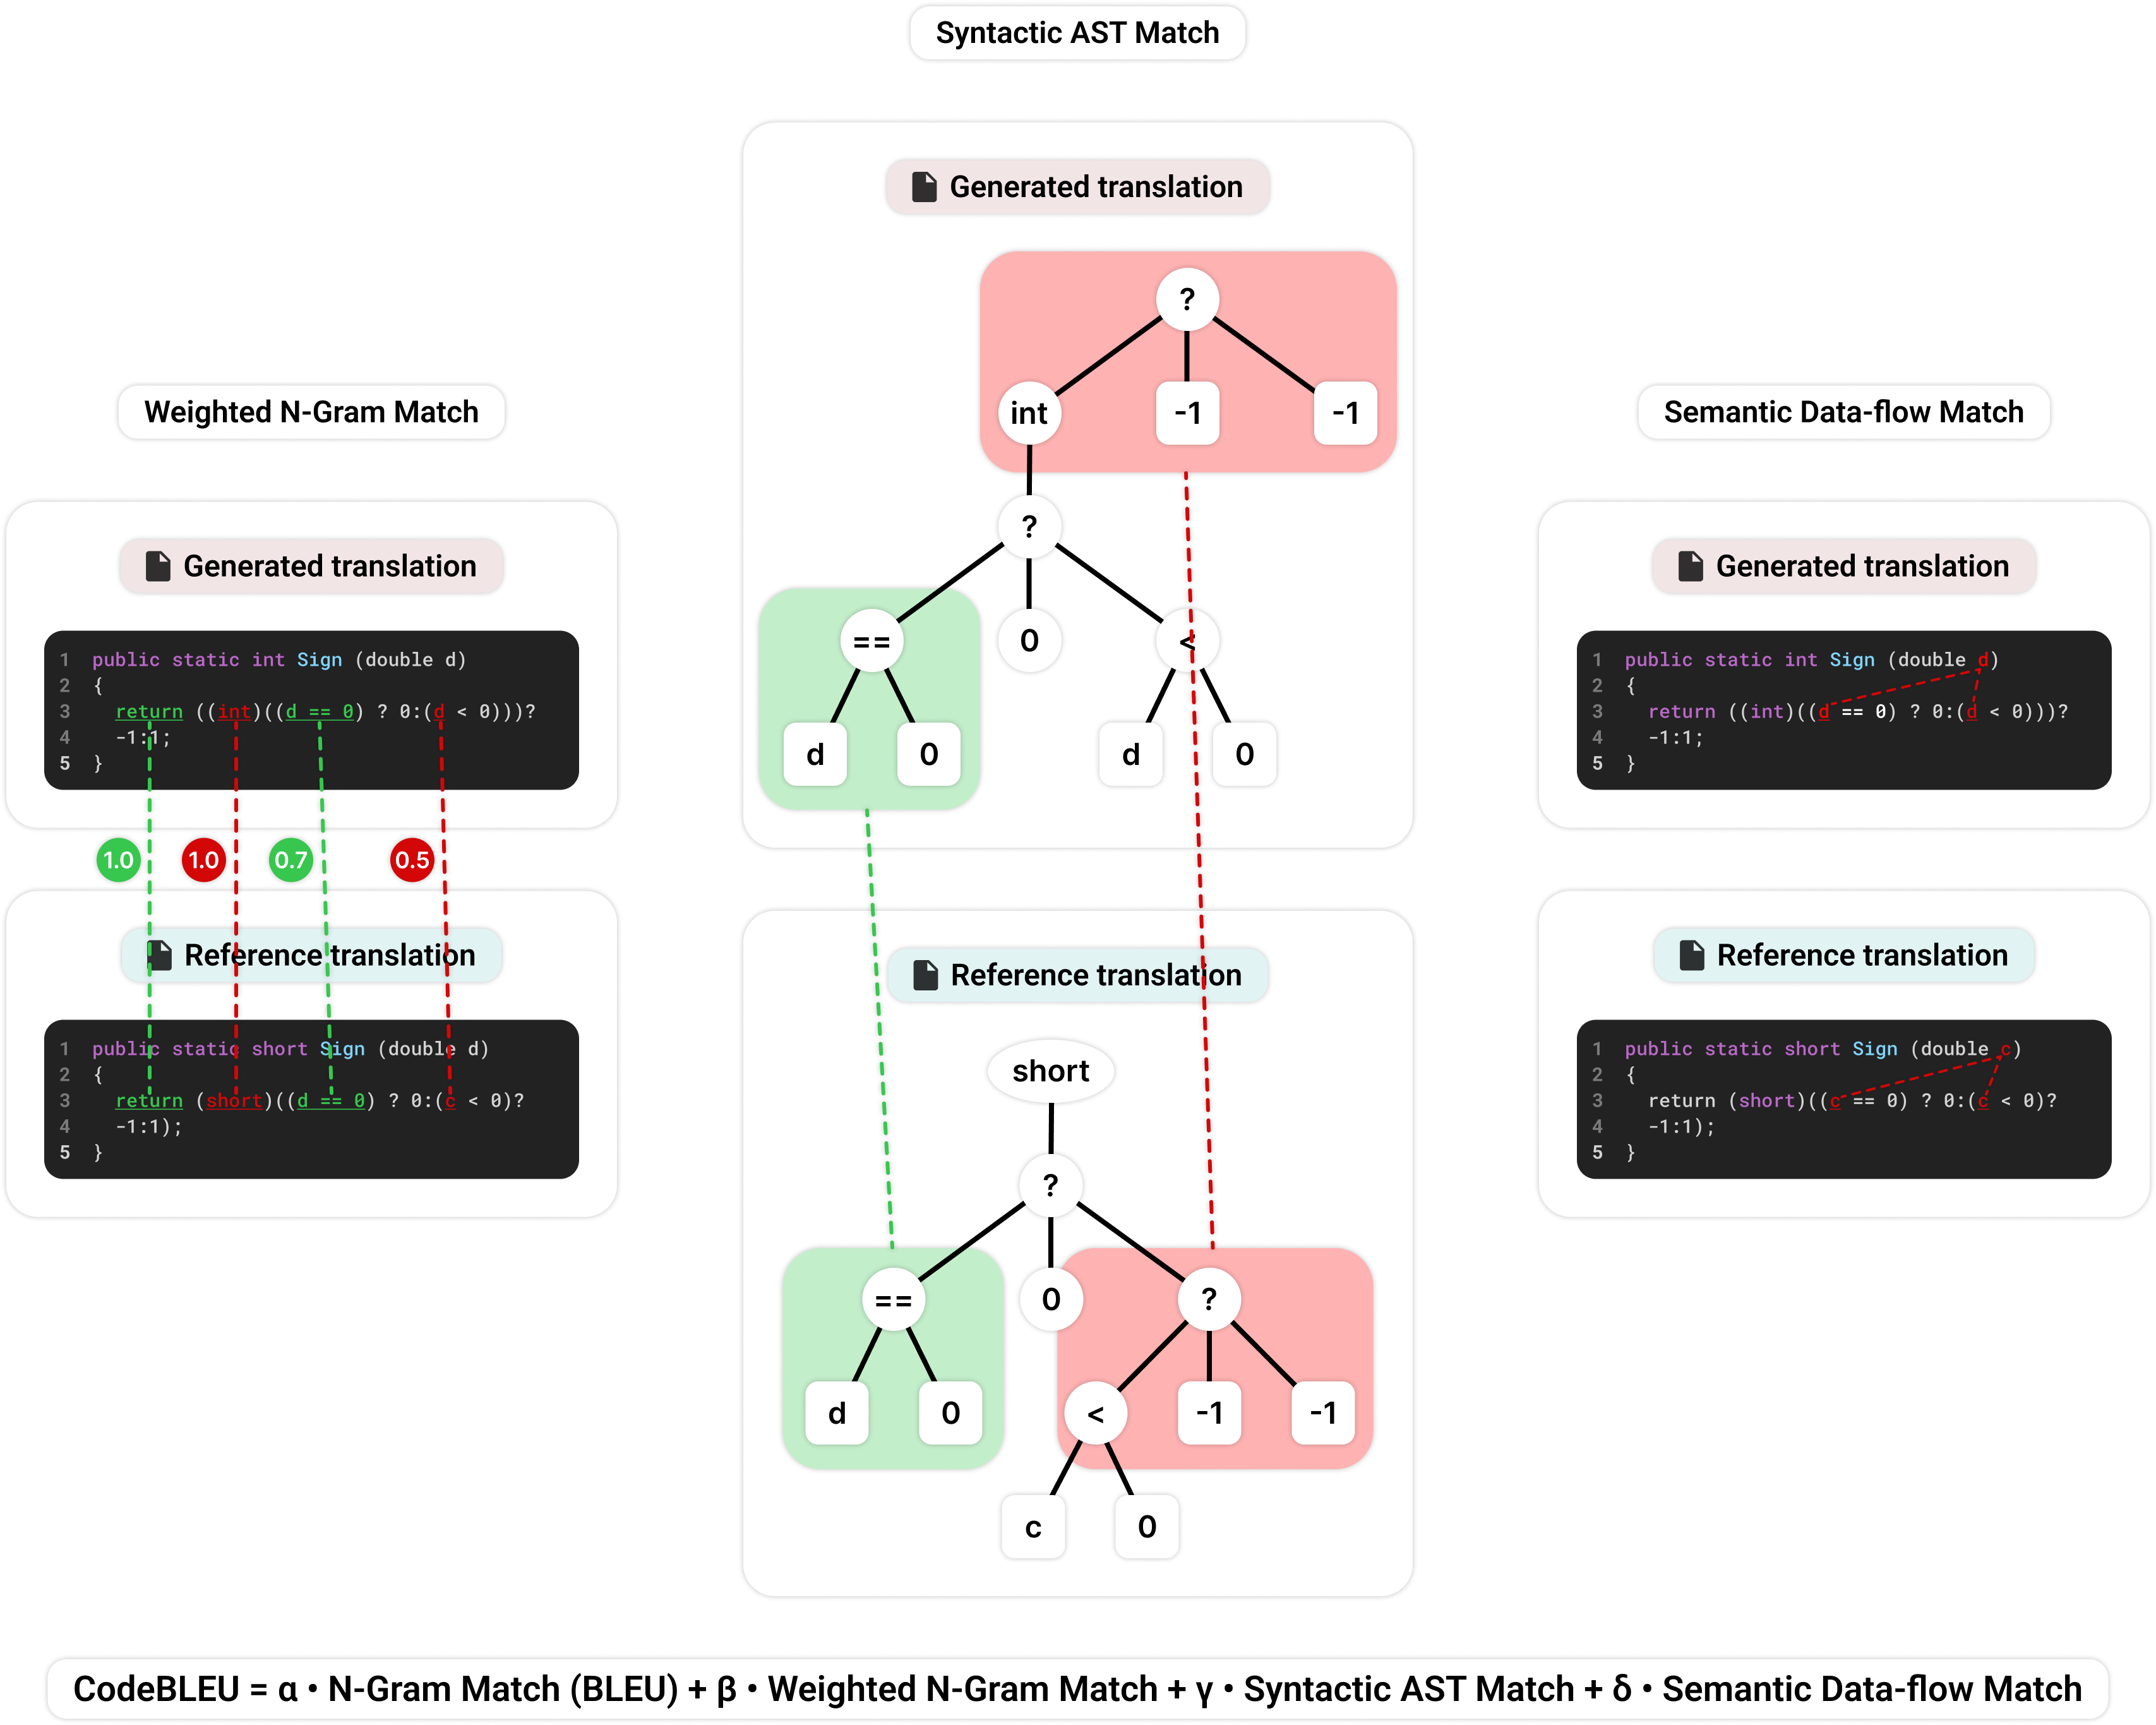 Syntactic AST Match
Generated translation
?
int
-1
-1
?
==
0
<
d
0
d
0
Reference translation
short
?
==
0
?
d
0
<
-1
-1
c
0
Weighted N-Gram Match
Generated translation
1 public static int Sign (double d)
2 {
3 return ((int)((d == 0) ? 0:(d < 0)))?
4 -1:1;
5 }
1.0
1.0
0.7
0.5
Reference translation
1 public static short Sign (double d)
2 {
3 return (short)((d == 0) ? 0:(c < 0)?
4 -1:1);
5 }
Semantic Data-flow Match
Generated translation
1 public static int Sign (double d)
2 {
3 return ((int)((d == 0) ? 0:(d < 0)))?
4 -1:1;
5 }
Reference translation
1 public static short Sign (double c)
2 {
3 return (short)((c == 0) ? 0:(c < 0)?
4 -1:1);
5 }
CodeBLEU = α • N-Gram Match (BLEU) + β • Weighted N-Gram Match + γ • Syntactic AST Match + δ • Semantic Data-flow Match